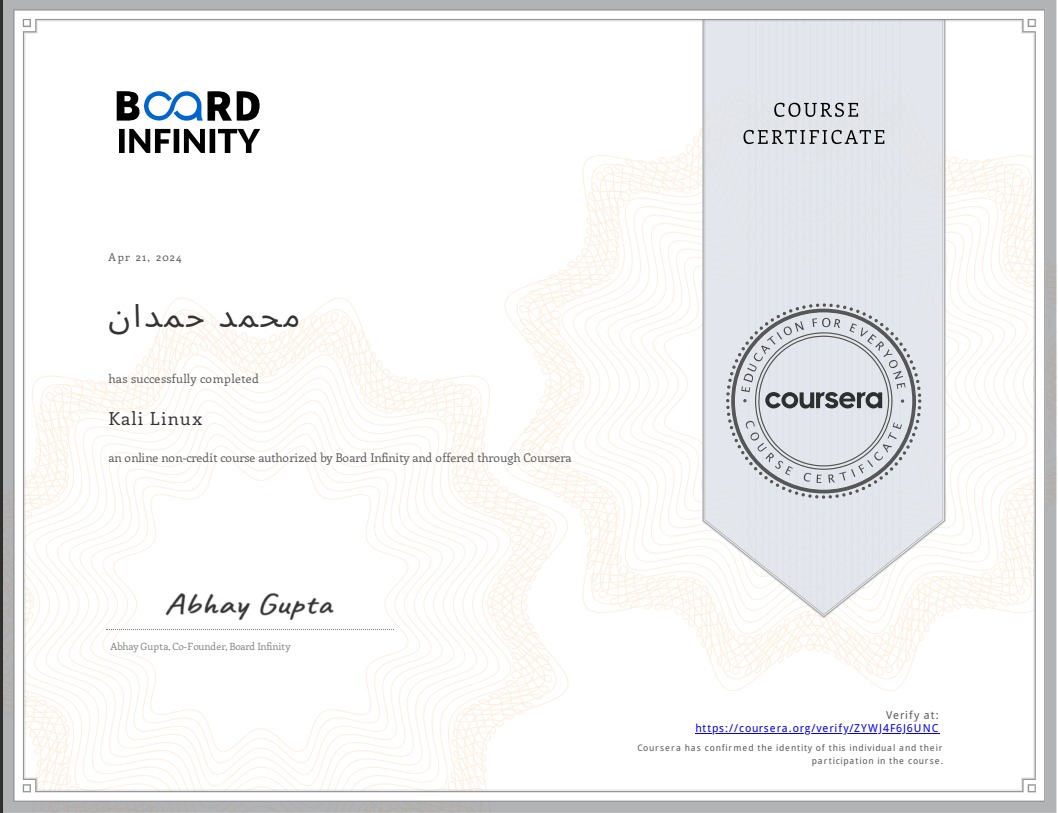 BOARD
INFINITY
COURSE
CERTIFICATE
Apr 21, 2024
محمد حمدان
has successfully completed
Kali Linux
an online non-credit course authorized by Board Infinity and offered through Coursera
EDUCATION FOR EVERYONE
coursera
COURSE CERTIFICATE
Abhay Gupta
Abhay Gupta, Co-Founder, Board Infinity
Verify at:
https://coursera.org/verify/ZYWJ4F6J6UNC
Coursera has confirmed the identity of this individual and their
participation in the course.